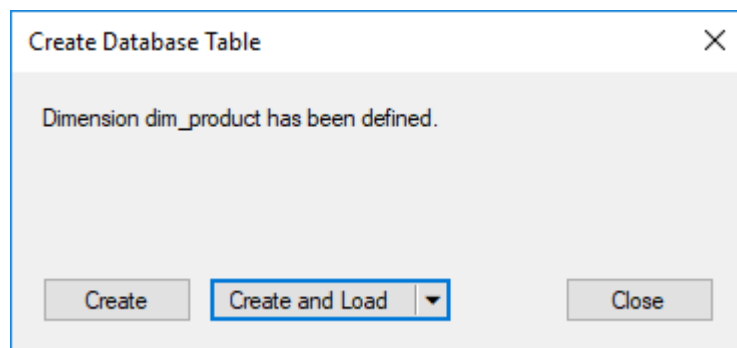 Create Database Table
Dimension dim_product has been defined.
Create
Create and Load
Close